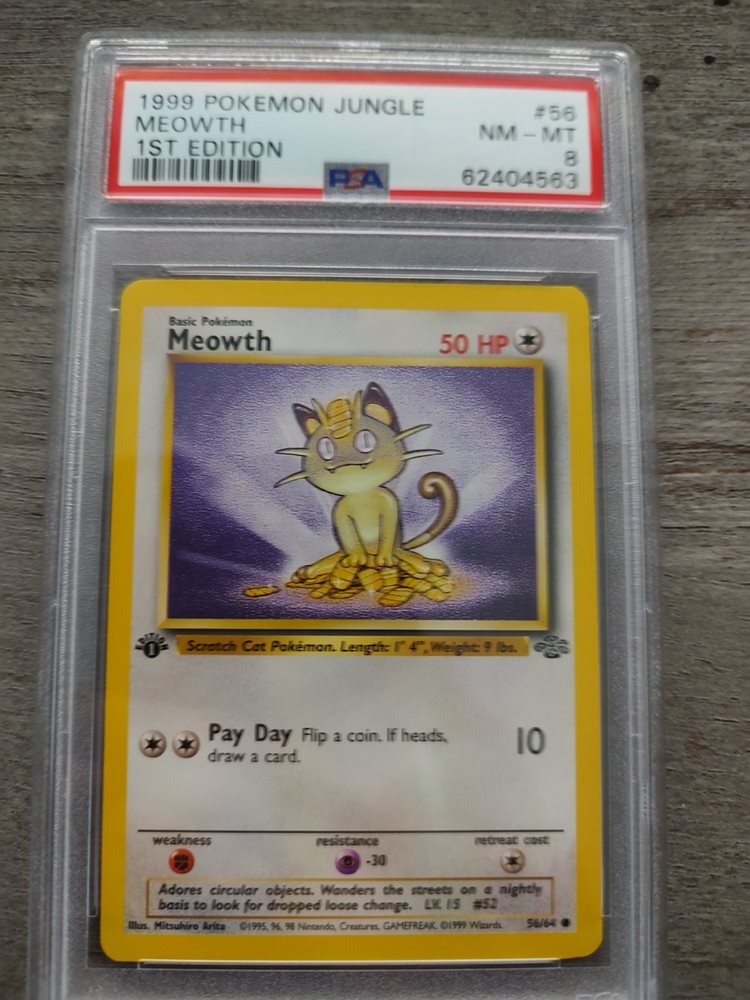 1999 POKEMON JUNGLE #56
MEOWTH NM - MT
1ST EDITION 8
PSA 62404563
Basic Pokémon
Meowth 50 HP
EDITION 1
Scratch Cat Pokémon. Length: 1' 4", Weight: 9 lbs.
Pay Day Flip a coin. If heads, 10
draw a card.
weakness resistance retreat cost
-30
Adores circular objects. Wanders the streets on a nightly
basis to look for dropped loose change. LV. 15 #52
Illus. Mitsuhiro Arita ©1995, 96, 98 Nintendo, Creatures, GAMEFREAK. ©1999 Wizards. 56/64